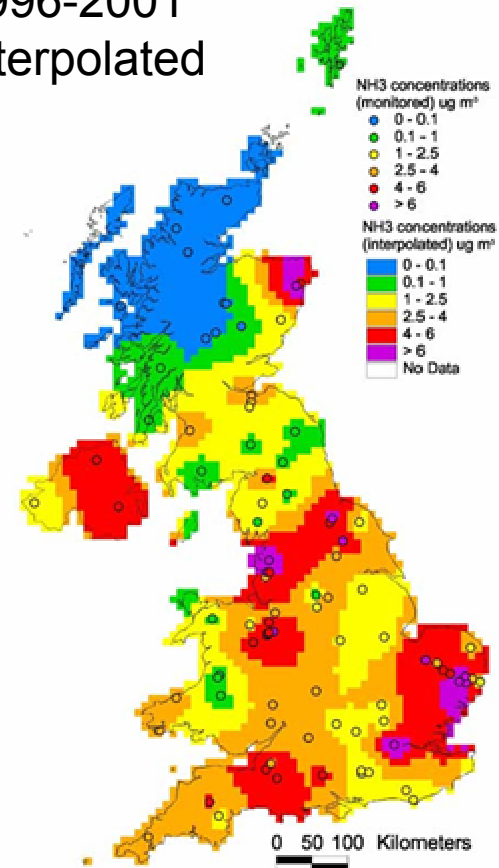 996-2001
terpolated
NH3 concentrations
(monitored) ug m³
0 - 0.1
0.1 - 1
1 - 2.5
2.5 - 4
4 - 6
> 6
NH3 concentrations
(interpolated) ug m³
0 - 0.1
0.1 - 1
1 - 2.5
2.5 - 4
4 - 6
> 6
No Data
0 50 100 Kilometers